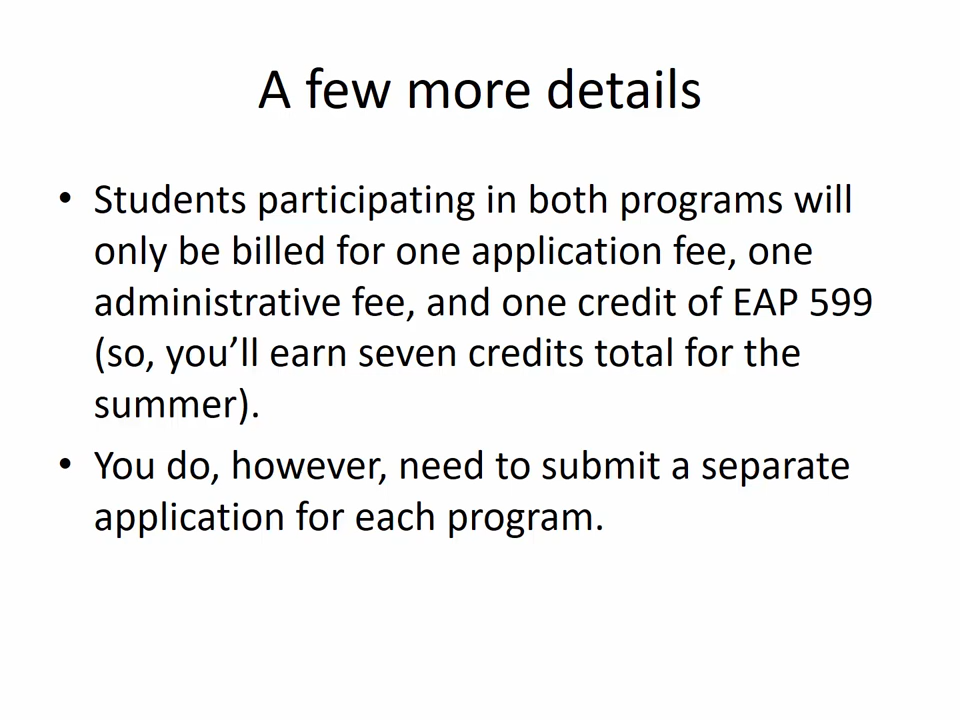 A few more details
• Students participating in both programs will
only be billed for one application fee, one
administrative fee, and one credit of EAP 599
(so, you’ll earn seven credits total for the
summer).
• You do, however, need to submit a separate
application for each program.